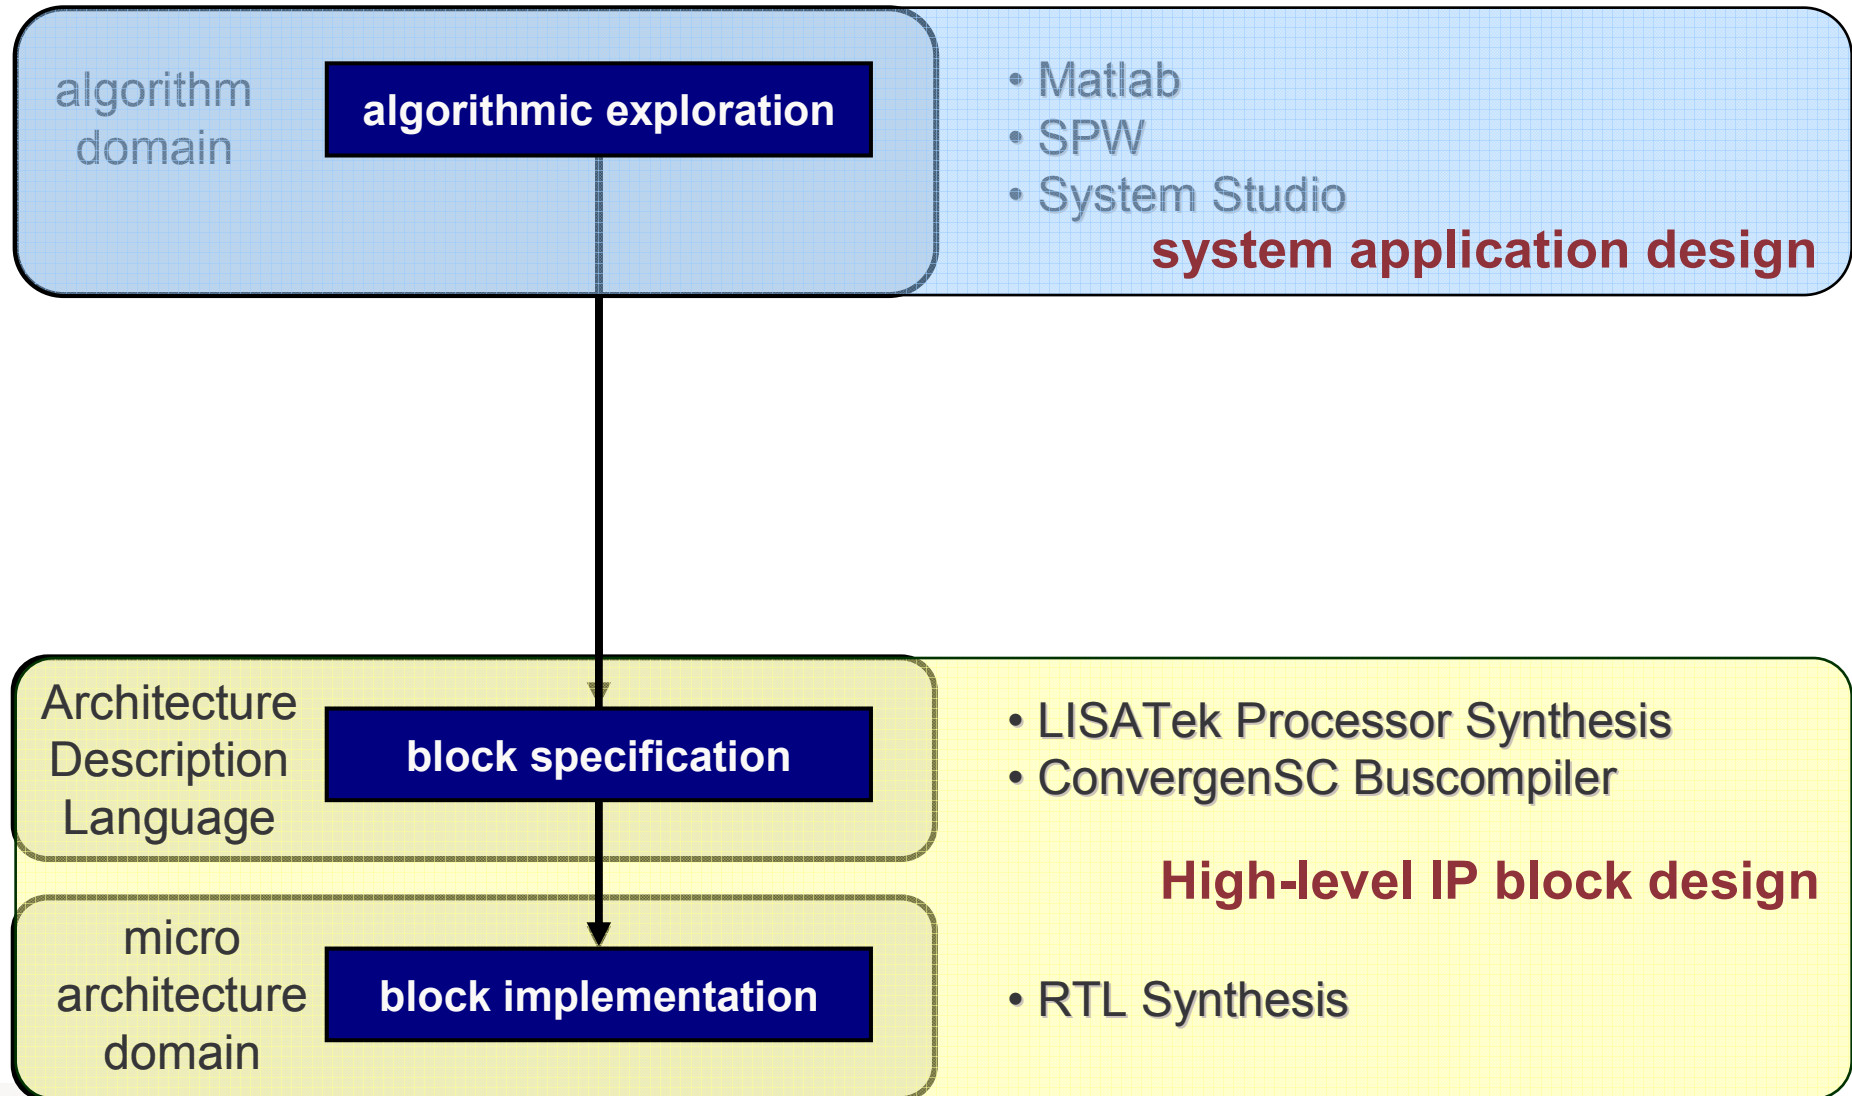 algorithm
domain
algorithmic exploration
• Matlab
• SPW
• System Studio
system application design
Architecture
Description
Language
block specification
• LISATek Processor Synthesis
• ConvergenSC Buscompiler
High-level IP block design
micro
architecture
domain
block implementation
• RTL Synthesis